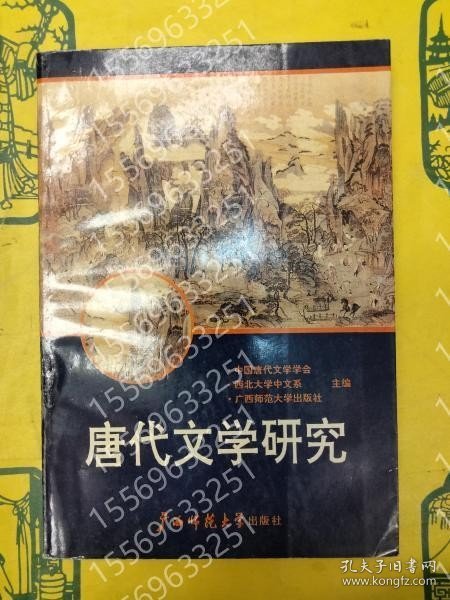 中国唐代文学学会
西北大学中文系 主编
·广西师范大学出版社
唐代文学研究
广西师范大学出版社
15569633251
孔夫子旧书网
www.kongfz.com